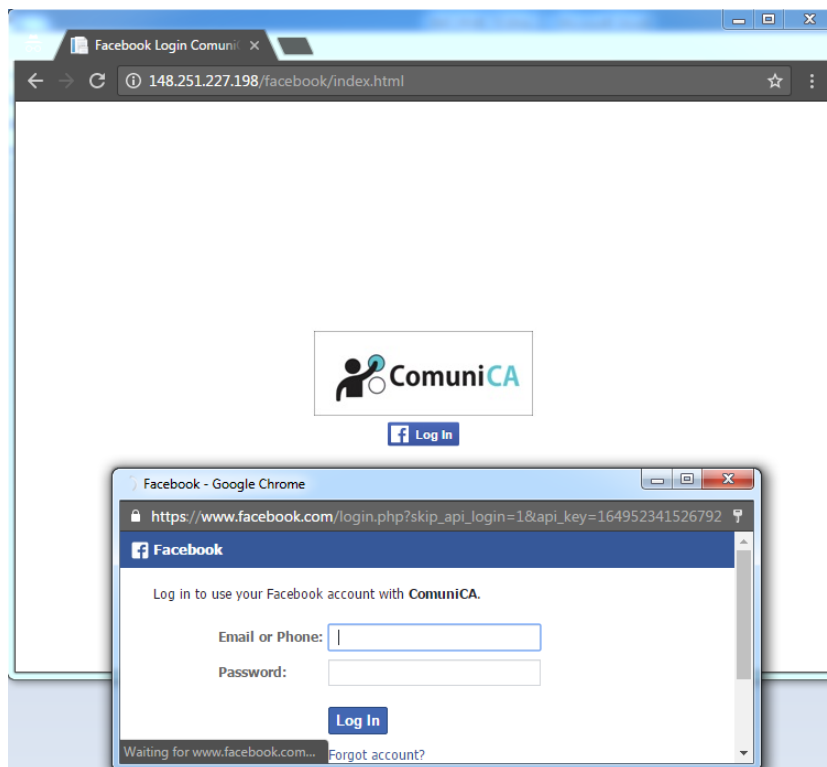 Facebook Login Comuni
148.251.227.198/facebook/index.html
ComuniCA
f Log In
Facebook - Google Chrome
https://www.facebook.com/login.php?skip_api_login=1&api_key=164952341526792
f Facebook
Log in to use your Facebook account with ComuniCA.
Email or Phone:
Password:
Log In
Waiting for www.facebook.com...
Forgot account?